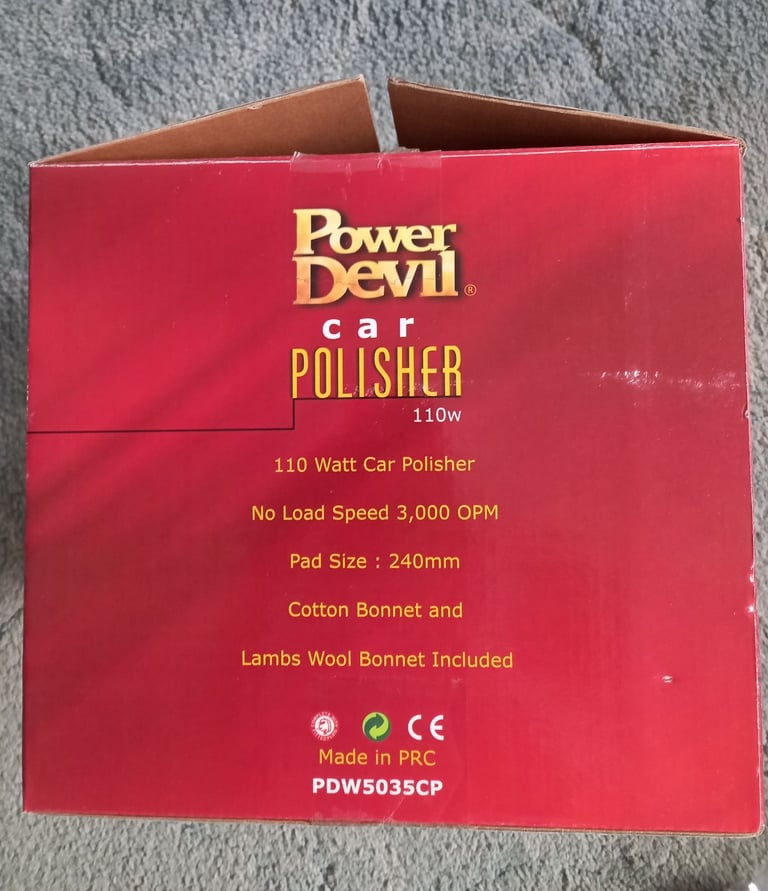 Power
Devil®
car
POLISHER
110w
110 Watt Car Polisher
No Load Speed 3,000 OPM
Pad Size : 240mm
Cotton Bonnet and
Lambs Wool Bonnet Included
CE
Made in PRC
PDW5035CP